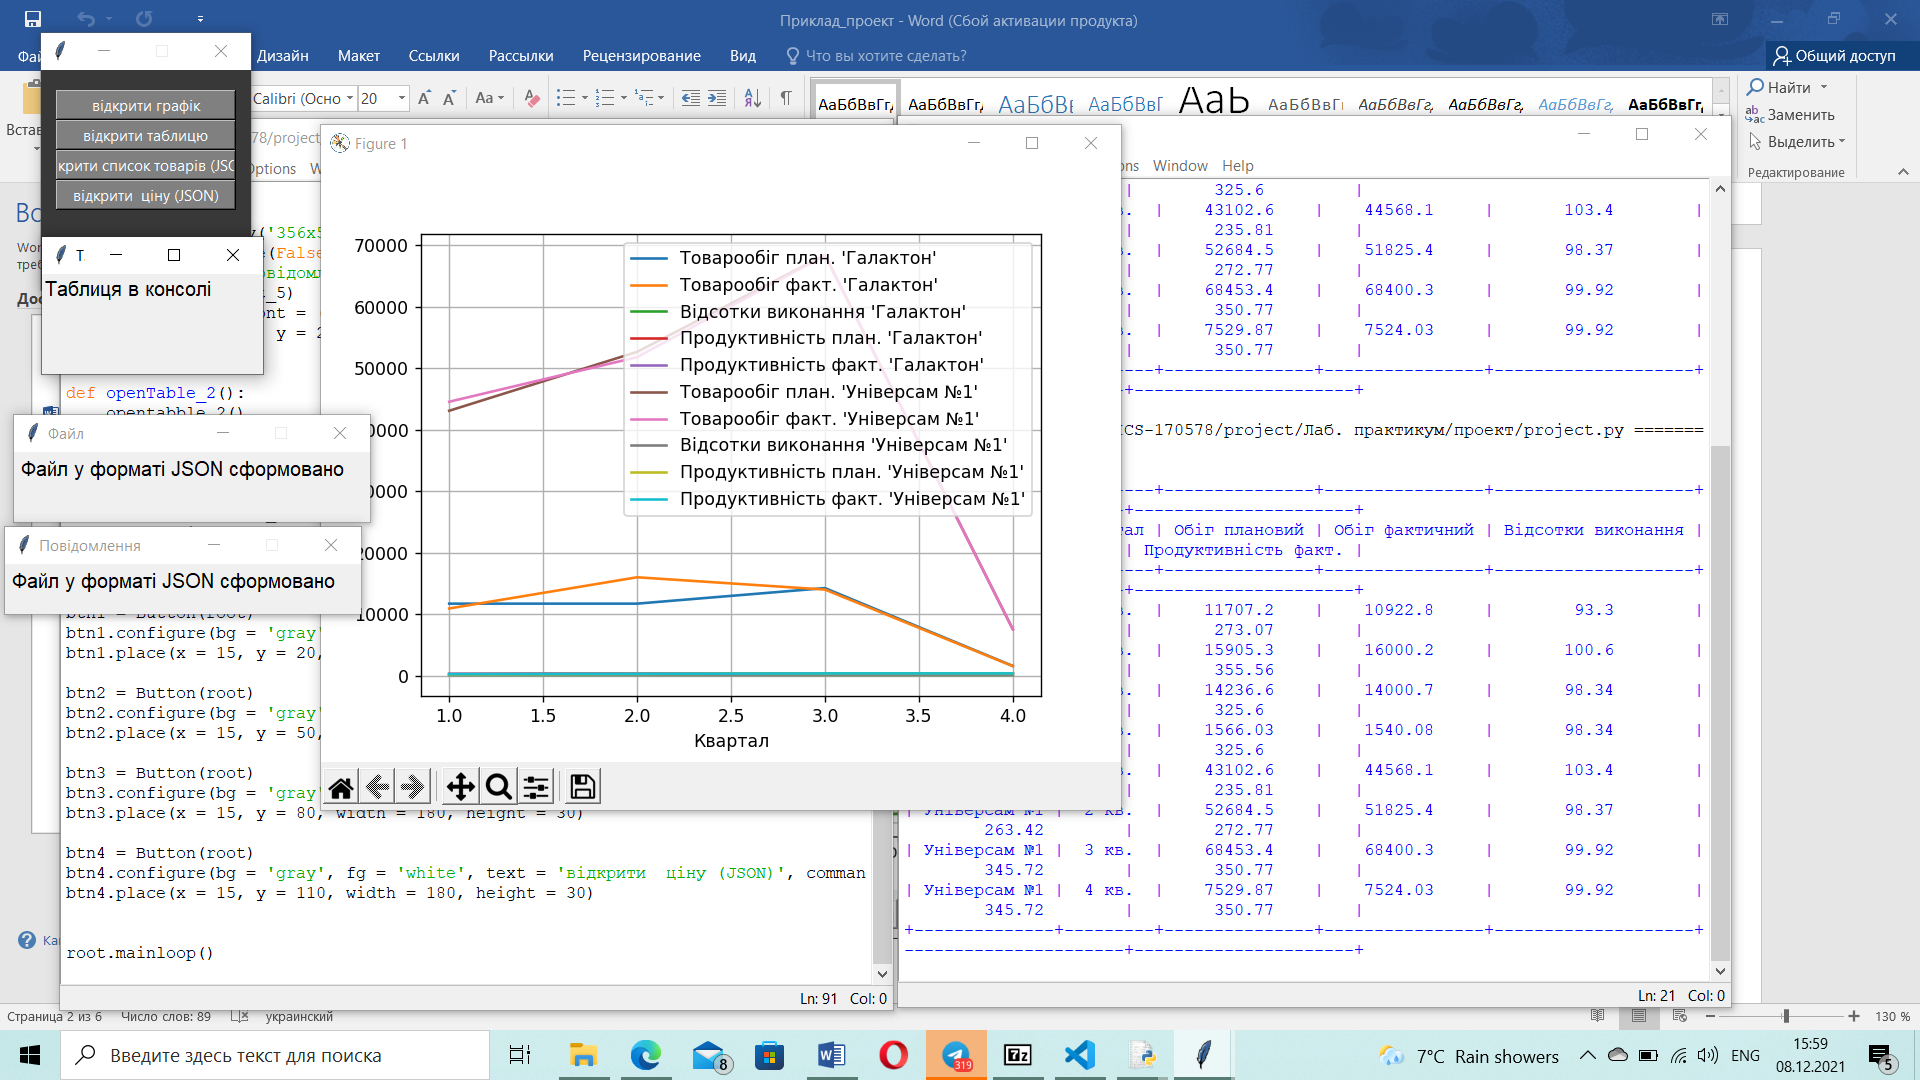 Приклад_проект - Word (Сбой активации продукта)
Дизайн
Макет
Ссылки
Рассылки
Рецензирование
Вид
Что вы хотите сделать?
Общий доступ
Calibri (Осно
20
Aa
АаБбВвГг,
АаБбВвГг,
АаБбВ
АаБбВвГ
АаБ
АаБбВвГ
АаБбВвГг,
АаБбВвГг,
АаБбВвГг,
АаБбВвГг,
Найти
Заменить
Выделить
Редактирование
відкрити графік
відкрити таблицю
крити список товарів (JSO
відкрити ціну (JSON)
Т
Таблиця в консолі
Файл
Файл у форматі JSON сформовано
Повідомлення
Файл у форматі JSON сформовано
def openTable_2():
btn1.configure(bg = 'gray'
btn1.place(x = 15, y = 20,
btn2 = Button(root)
btn2.configure(bg = 'gray'
btn2.place(x = 15, y = 50,
btn3 = Button(root)
btn3.configure(bg = 'gray'
btn3.place(x = 15, y = 80, width = 180, height = 30)
btn4 = Button(root)
btn4.configure(bg = 'gray', fg = 'white', text = 'відкрити  ціну (JSON)', comman
btn4.place(x = 15, y = 110, width = 180, height = 30)
root.mainloop()
Ln: 91 Col: 0
Figure 1
70000
60000
50000
10000
0
Товарообіг план. 'Галактон'
Товарообіг факт. 'Галактон'
Відсотки виконання 'Галактон'
Продуктивність план. 'Галактон'
Продуктивність факт. 'Галактон'
Товарообіг план. 'Універсам №1'
Товарообіг факт. 'Універсам №1'
Відсотки виконання 'Універсам №1'
Продуктивність план. 'Універсам №1'
Продуктивність факт. 'Універсам №1'
1.0 1.5 2.0 2.5 3.0 3.5 4.0
Квартал
Window Help
325.6 |
| 43102.6 | 44568.1 | 103.4 |
235.81 |
| 52684.5 | 51825.4 | 98.37 |
272.77 |
| 68453.4 | 68400.3 | 99.92 |
350.77 |
| 7529.87 | 7524.03 | 99.92 |
350.77 |
CS-170578/project/Лаб. практикум/проект/project.py =======
ал | Обіг плановий | Обіг фактичний | Відсотки виконання |
| Продуктивність факт. |
| 11707.2 | 10922.8 | 93.3 |
273.07 |
| 15905.3 | 16000.2 | 100.6 |
355.56 |
| 14236.6 | 14000.7 | 98.34 |
325.6 |
| 1566.03 | 1540.08 | 98.34 |
325.6 |
| 43102.6 | 44568.1 | 103.4 |
235.81 |
| Універсам №1 | 2 кв. | 52684.5 | 51825.4 | 98.37 |
263.42 | 272.77 |
| Універсам №1 | 3 кв. | 68453.4 | 68400.3 | 99.92 |
345.72 | 350.77 |
| Універсам №1 | 4 кв. | 7529.87 | 7524.03 | 99.92 |
345.72 | 350.77 |
Ln: 21 Col: 0
Страница 2 из 6
Число слов: 89
украинский
130 %
Введите здесь текст для поиска
8
319
7z
7°C Rain showers
ENG
15:59
08.12.2021
5